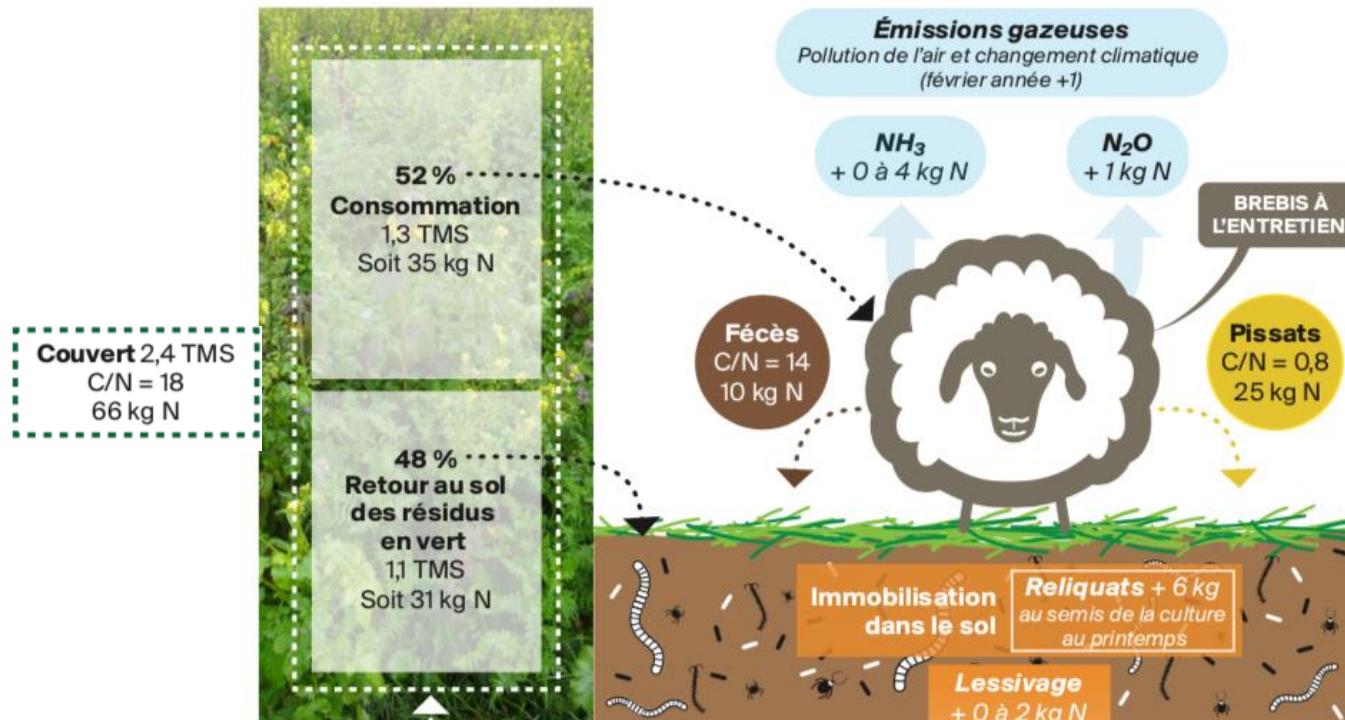 Émissions gazeuses
Pollution de l'air et changement climatique
(février année +1)
NH₃
+ 0 à 4 kg N
N₂O
+ 1 kg N
BREBIS À
L'ENTRETIEN
52 %
Consommation
1,3 TMS
Soit 35 kg N
Fécès
C/N = 14
10 kg N
Pissats
C/N = 0,8
25 kg N
Couvert 2,4 TMS
C/N = 18
66 kg N
48 %
Retour au sol
des résidus
en vert
1,1 TMS
Soit 31 kg N
Immobilisation
dans le sol
Reliquats + 6 kg
au semis de la culture
au printemps
Lessivage
+ 0 à 2 kg N